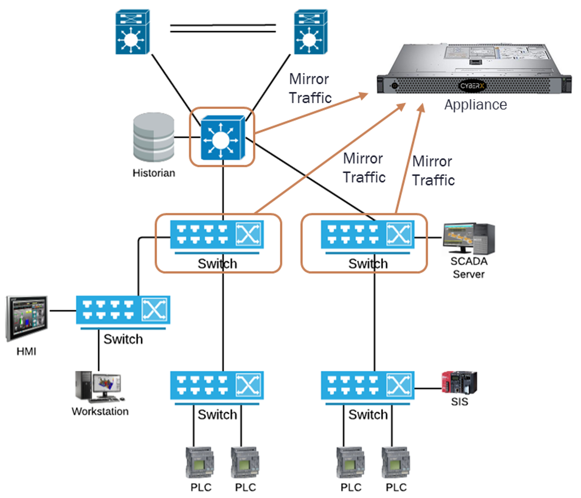 Mirror
Traffic
CYBERX
Appliance
Historian
Mirror
Traffic
Mirror
Traffic
Switch
Switch
SCADA
Server
HMI
Switch
Workstation
Switch
Switch
SIS
PLC
PLC
PLC
PLC